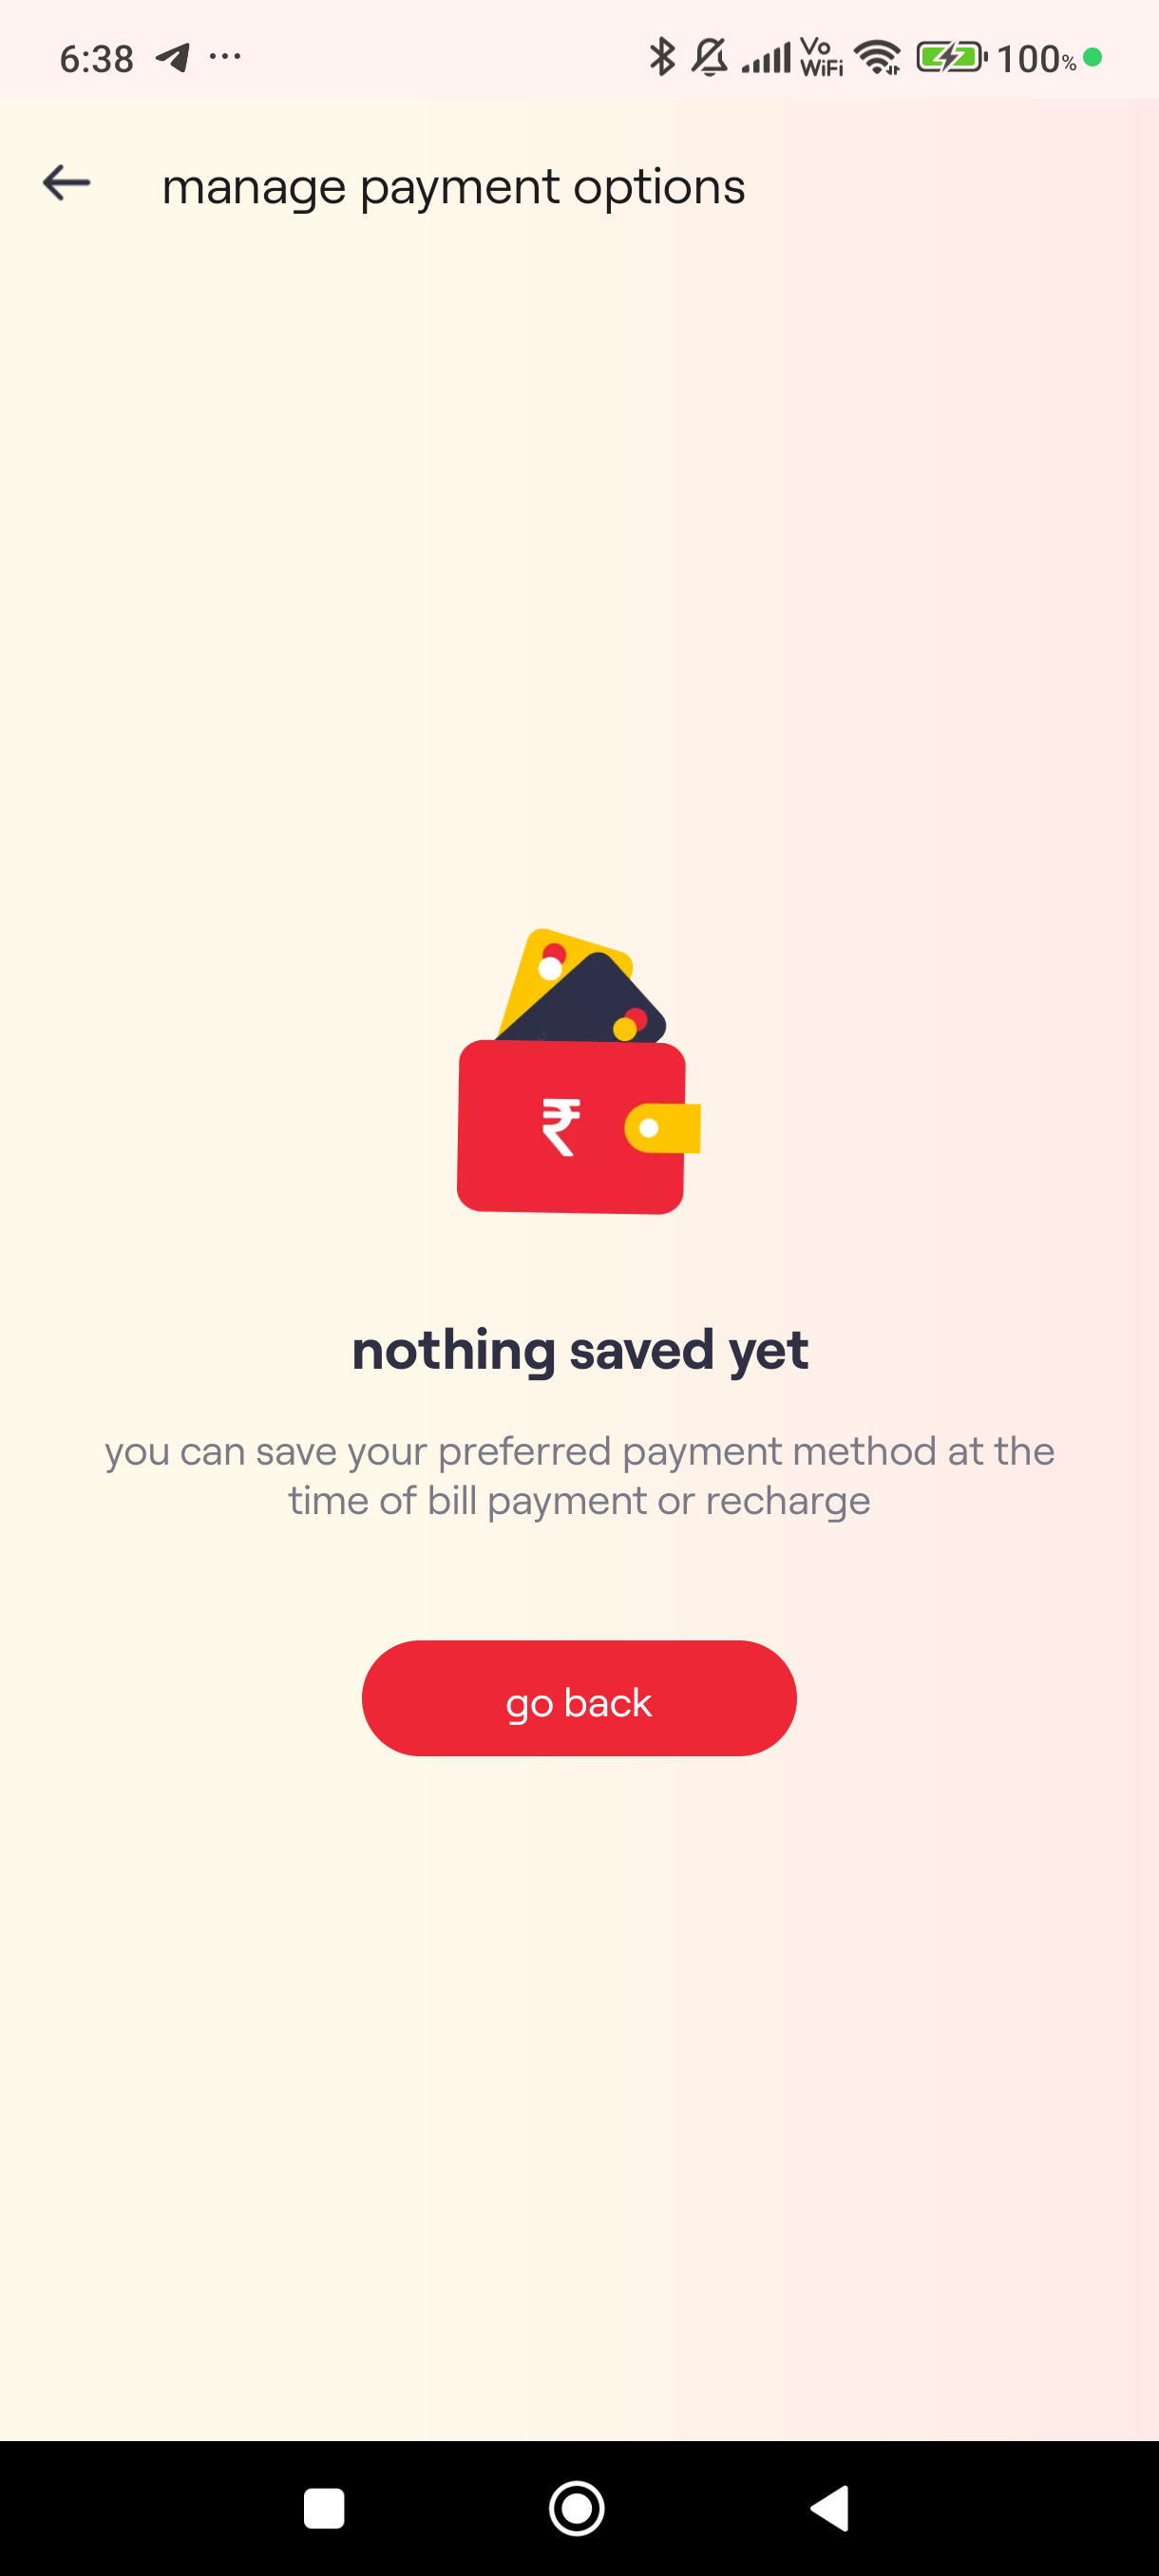 6:38 ...
Vo
WiFi
100%
manage payment options
₹
nothing saved yet
you can save your preferred payment method at the
time of bill payment or recharge
go back